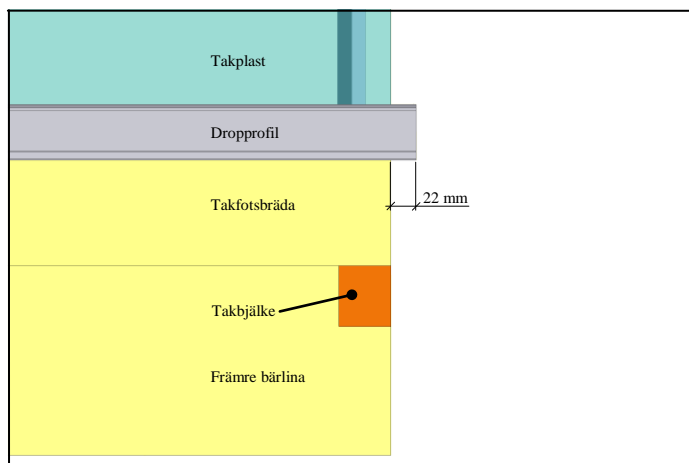 Takplast
Dropprofil
Takfotsbräda
22 mm
Takbjälke
Främre bärlina